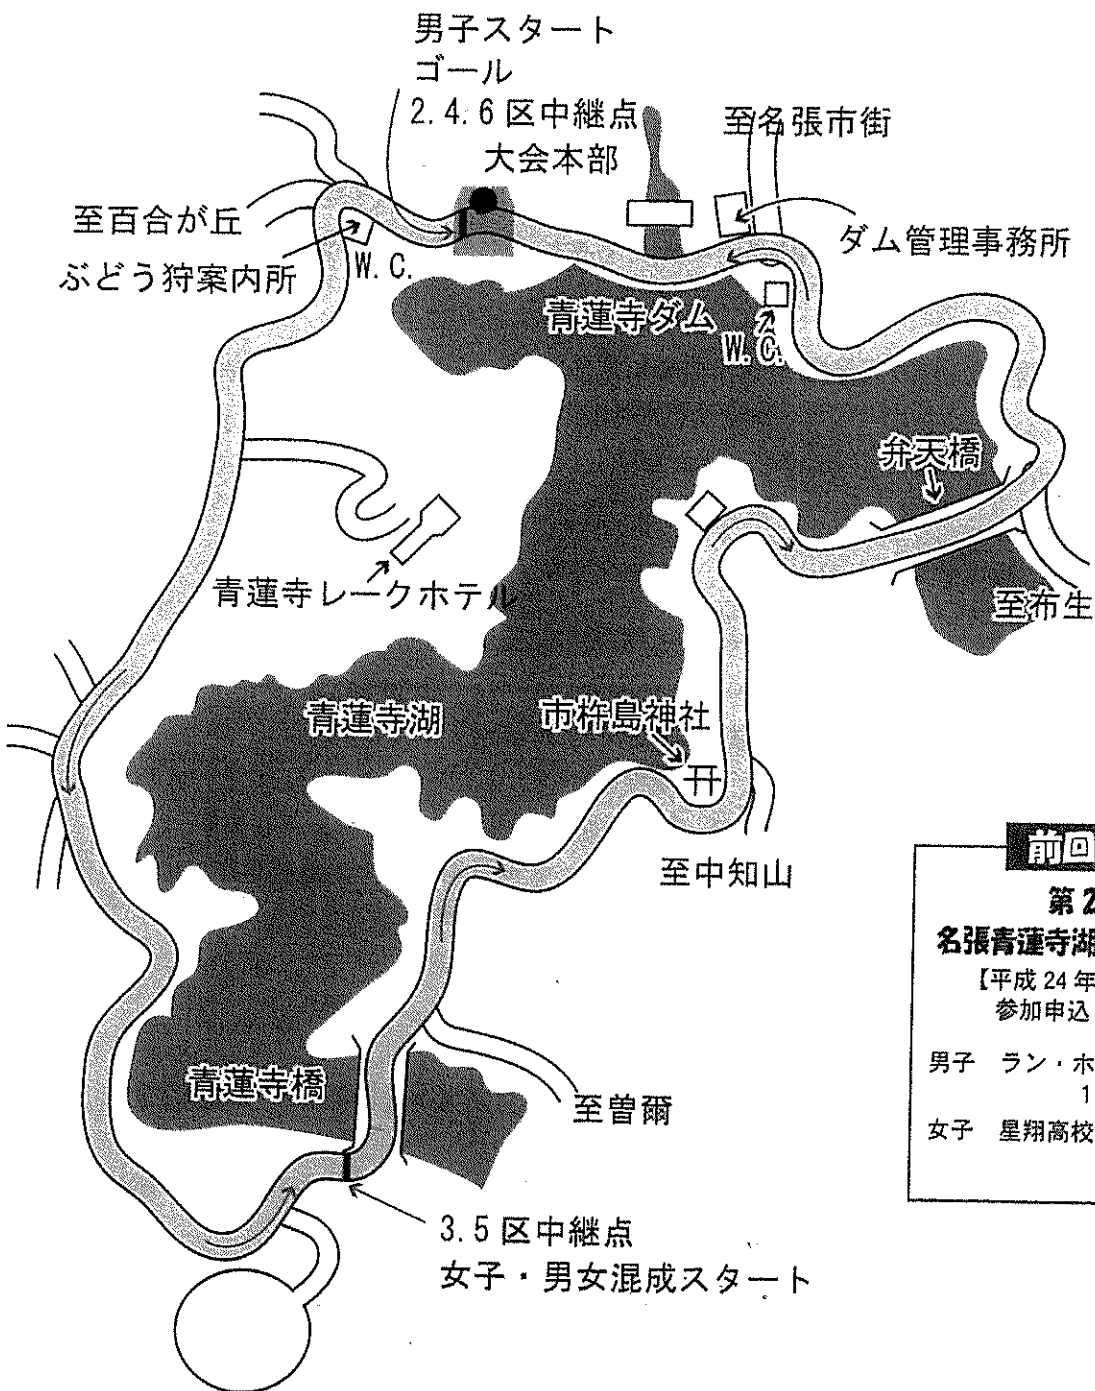 男子スタート
ゴール
2.4.6区中継点
大会本部
至名張市街
至百合が丘
ぶどう狩案内所
W.C.
ダム管理事務所
青蓮寺ダム
W.C.
弁天橋
青蓮寺レークホテル
至布生
青蓮寺湖
市杵島神社
至中知山
青蓮寺橋
至曽爾
3.5区中継点
女子・男女混成スタート
前回
第2
名張青蓮寺湖
【平成24年
参加申込
男子 ラン・ホ
1
女子 星翔高校